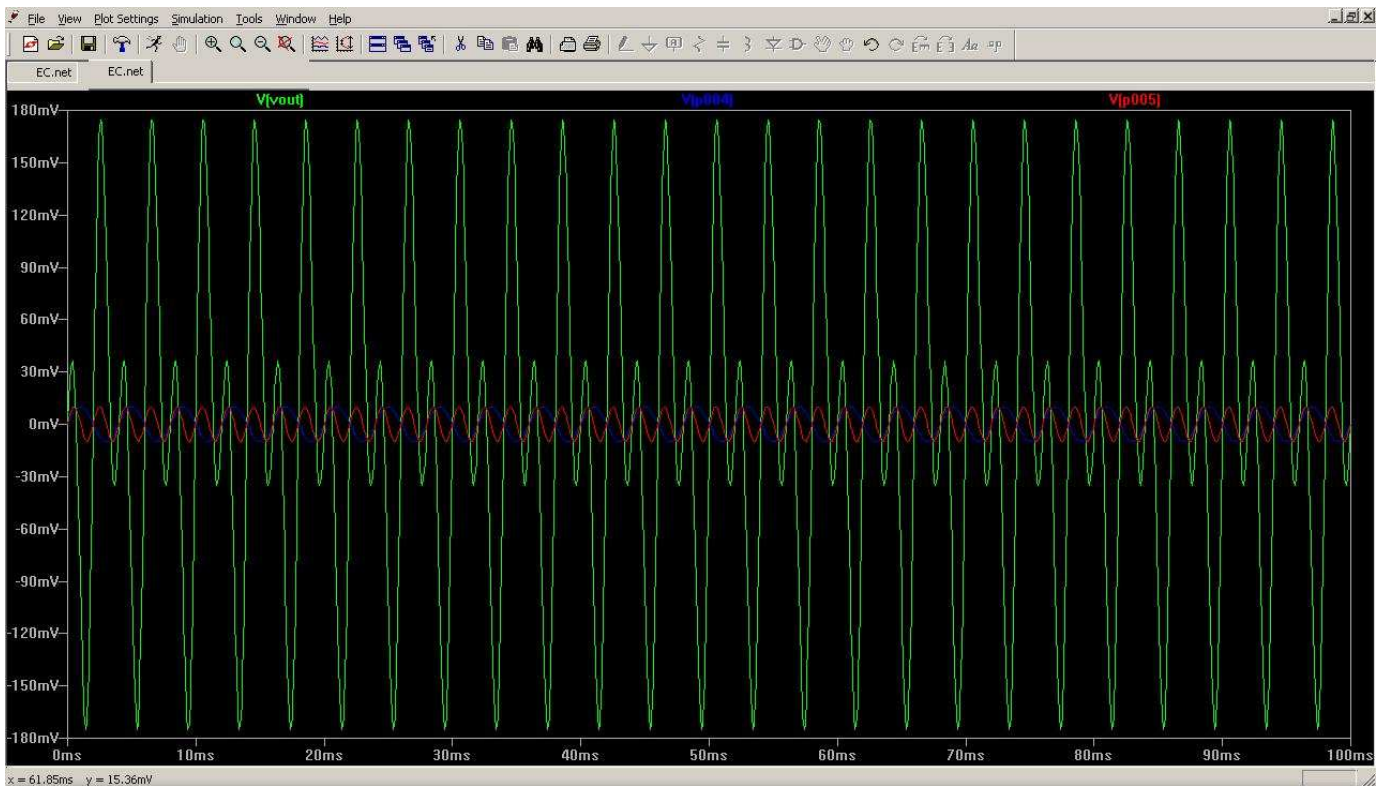 File View Plot Settings Simulation Tools Window Help
EC.net EC.net
V(vout) V(p004) V(p005)
180mV
150mV
120mV
90mV
60mV
30mV
0mV
-30mV
-60mV
-90mV
-120mV
-150mV
-180mV
0ms 10ms 20ms 30ms 40ms 50ms 60ms 70ms 80ms 90ms 100ms
x = 61.85ms y = 15.36mV